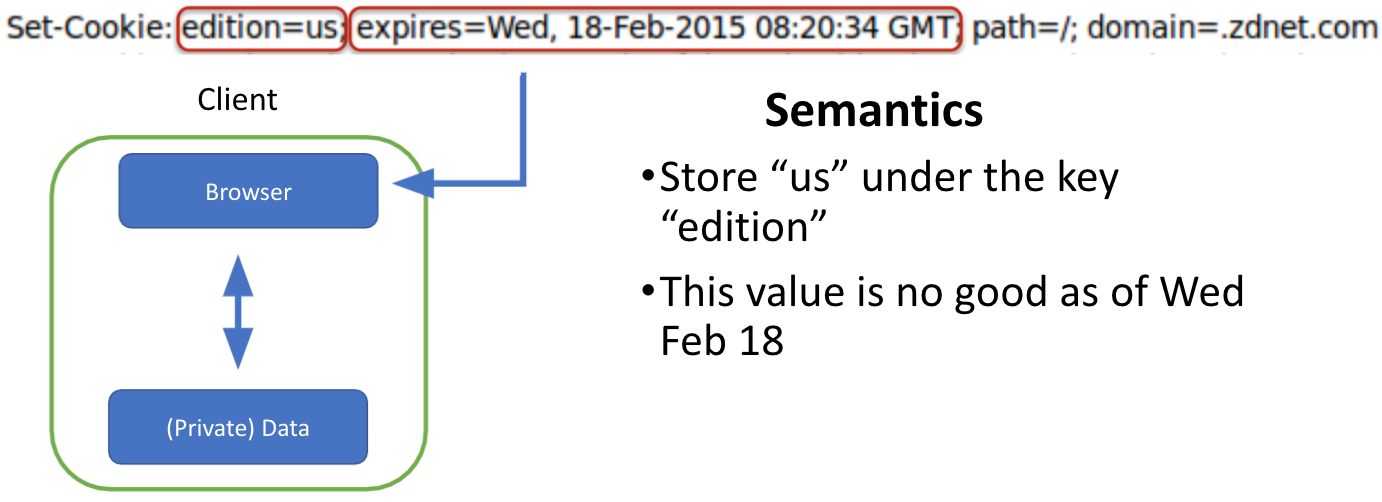 Set-Cookie: edition=us; expires=Wed, 18-Feb-2015 08:20:34 GMT; path=/; domain=.zdnet.com
Client
Browser
(Private) Data
Semantics
•Store “us” under the key
“edition”
•This value is no good as of Wed
Feb 18